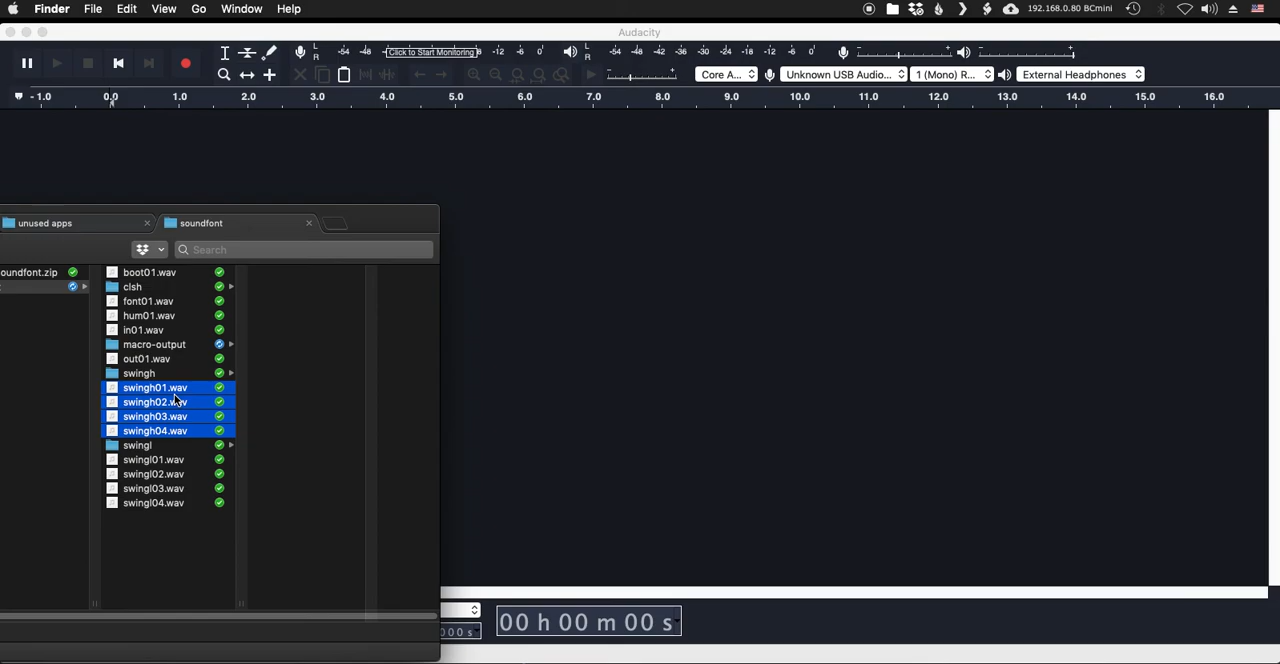 Finder File Edit View Go Window Help 192.168.0.80 BCmini
Audacity
L R -54 -48 Click to Start Monitoring -12 -6 0 L R -54 -48 -42 -36 -30 -24 -18 -12 -6 0
Core A... Unknown USB Audio... 1 (Mono) R... External Headphones
-1.0 0.0 1.0 2.0 3.0 4.0 5.0 6.0 7.0 8.0 9.0 10.0 11.0 12.0 13.0 14.0 15.0 16.0
unused apps soundfont
Search
oundfont.zip
boot01.wav
clsh
font01.wav
hum01.wav
in01.wav
macro-output
out01.wav
swingh
swingh01.wav
swingh02.wav
swingh03.wav
swingh04.wav
swingl
swingl01.wav
swingl02.wav
swingl03.wav
swingl04.wav
00 h 00 m 00 s
000 s